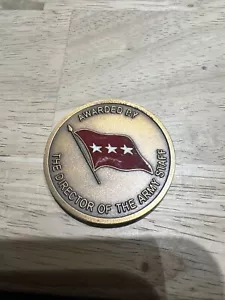 AWARDED BY
THE DIRECTOR OF THE ARMY STAFF